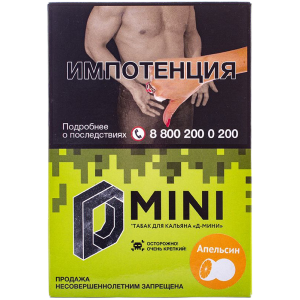 ИМПОТЕНЦИЯ
Подробнее
о последствиях
8 800 200 0 200
D MINI
"ТАБАК ДЛЯ КАЛЬЯНА «Д-МИНИ»
ОСТОРОЖНО!
ОЧЕНЬ КРЕПКИЙ!
Апельсин
ПРОДАЖА
НЕСОВЕРШЕННОЛЕТНИМ ЗАПРЕЩЕНА